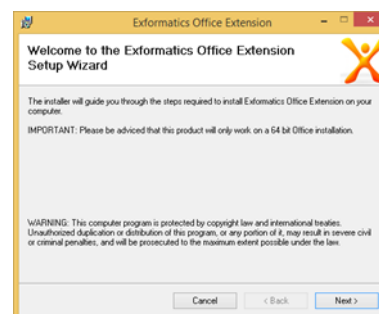 Exformatics Office Extension
Welcome to the Exformatics Office Extension
Setup Wizard
The installer will guide you through the steps required to install Exformatics Office Extension on your
computer.
IMPORTANT: Please be adviced that this product will only work on a 64 bit Office installation.
WARNING: This computer program is protected by copyright law and international treaties.
Unauthorized duplication or distribution of this program, or any portion of it, may result in severe civil
or criminal penalties, and will be prosecuted to the maximum extent possible under the law.
Cancel
< Back
Next >